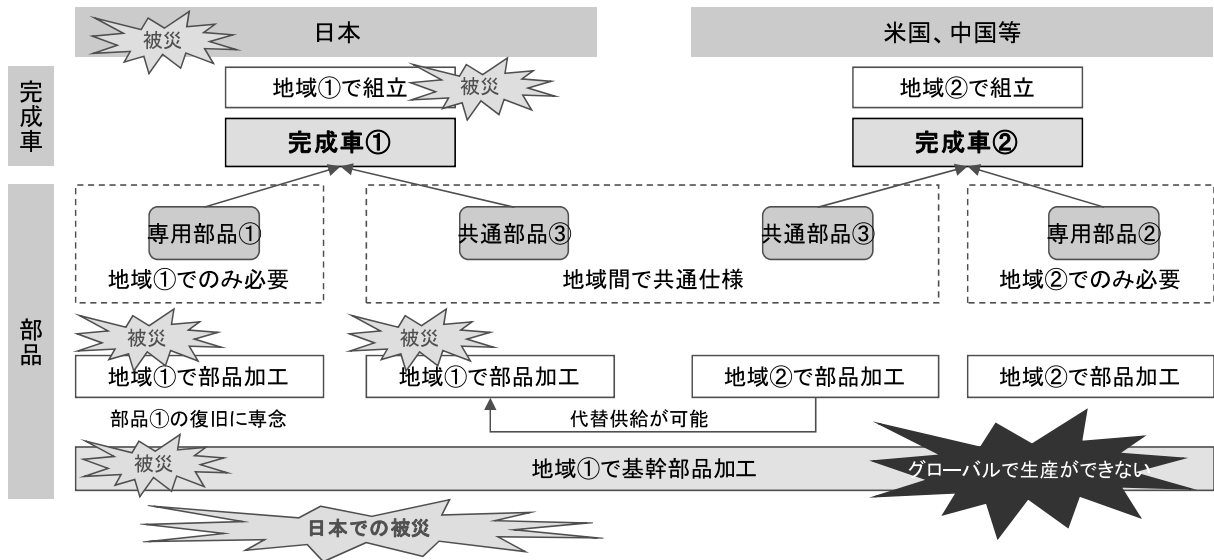 日本
被災
米国、中国等
完成車
地域①で組立
被災
地域②で組立
完成車①
完成車②
部品
専用部品①
共通部品③
共通部品③
専用部品②
地域①でのみ必要
地域間で共通仕様
地域②でのみ必要
被災
被災
地域①で部品加工
地域①で部品加工
地域②で部品加工
地域②で部品加工
部品①の復旧に専念
代替供給が可能
被災
地域①で基幹部品加工
グローバルで生産ができない
日本での被災